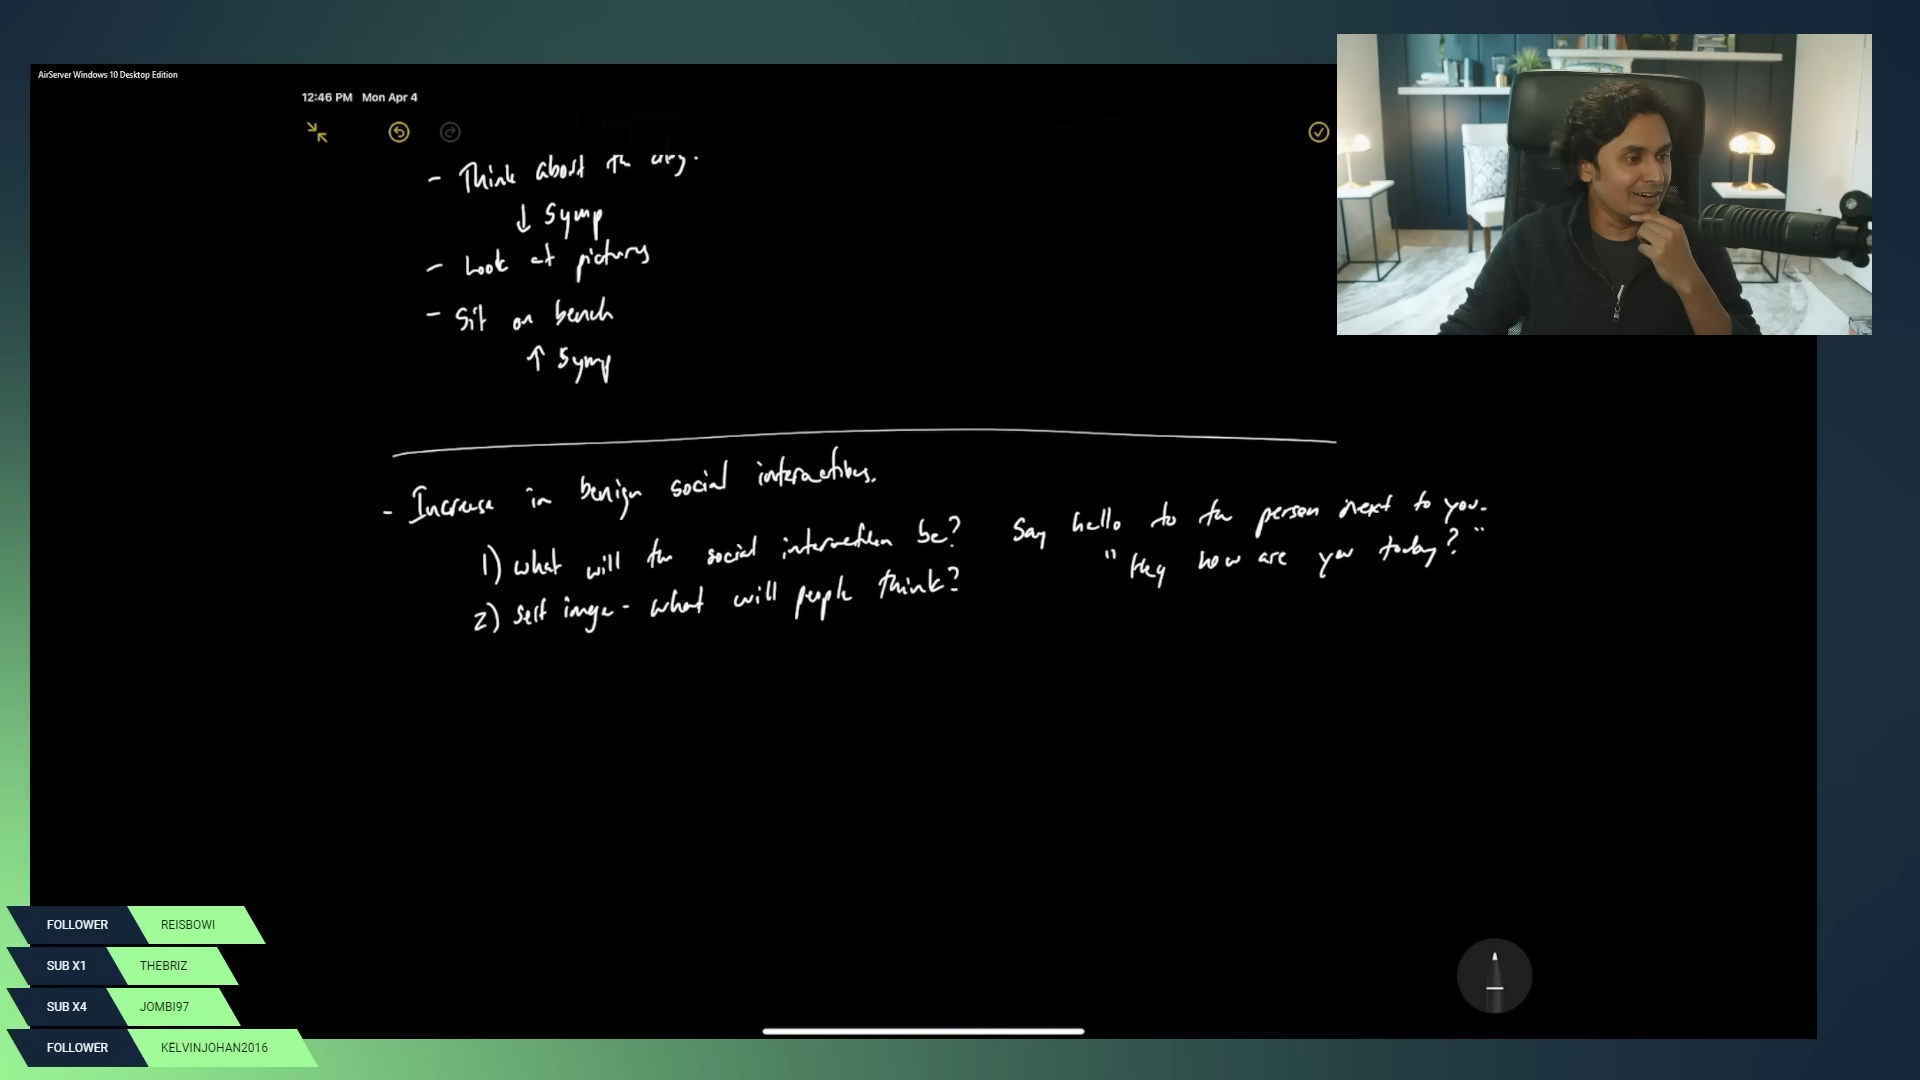 AirServer Windows 10 Desktop Edition
12:46 PM Mon Apr 4
- Think about the
↓ Symp
- Look at pictures
- Sit on bench
↑ Symp
- Increase in benign social interactions.
1) what will the social interaction be? Say hello to the person next to you.
"Hey how are you today?"
2) self image - what will people think?
FOLLOWER REISBOWI
SUB X1 THEBRIZ
SUB X4 JOMBI97
FOLLOWER KELVINJOHAN2016